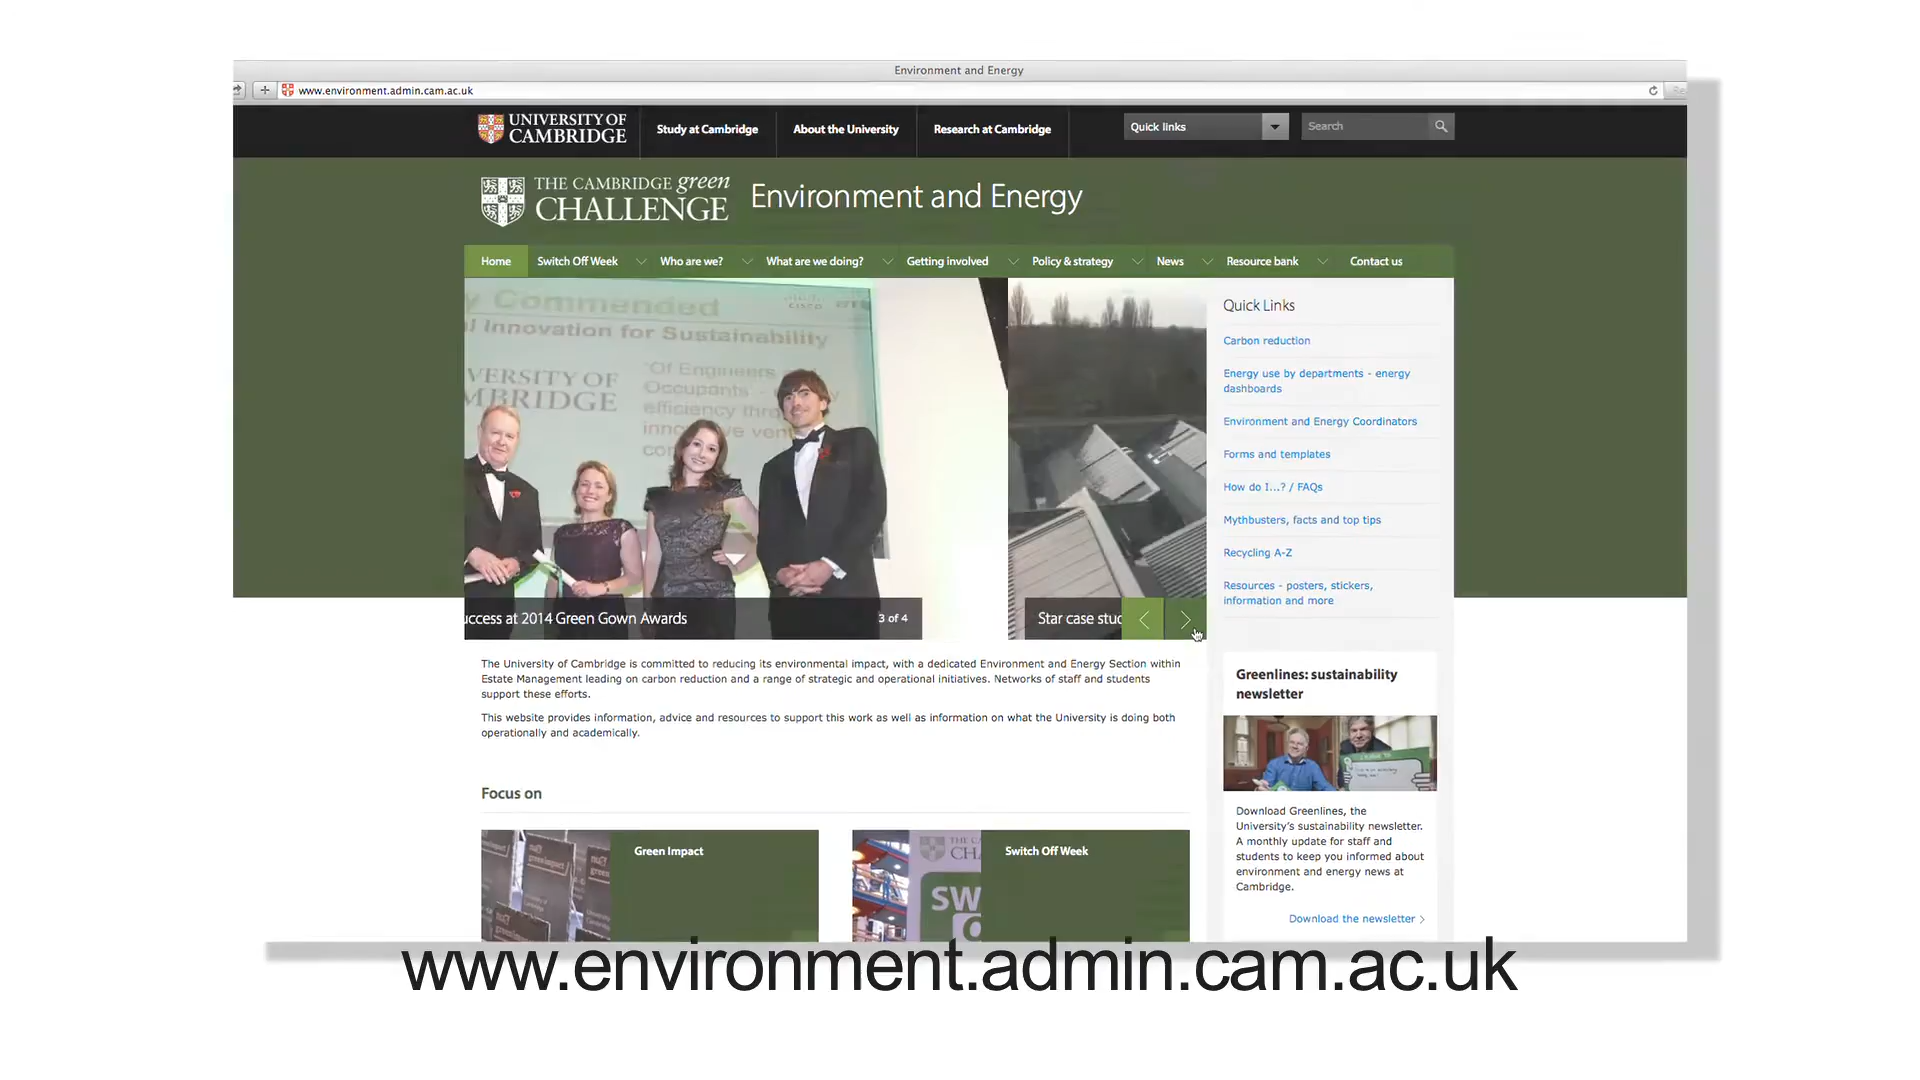 Environment and Energy
www.environment.admin.cam.ac.uk
UNIVERSITY OF
CAMBRIDGE
Study at Cambridge
About the University
Research at Cambridge
Quick links
Search
THE CAMBRIDGE green
CHALLENGE
Environment and Energy
Home
Switch Off Week
Who are we?
What are we doing?
Getting involved
Policy & strategy
News
Resource bank
Contact us
y Commended
l Innovation for Sustainability
VERSITY OF
MBRIDGE
'Of Engineers
Occupants -
efficiency
CISCO
uccess at 2014 Green Gown Awards
3 of 4
Star case stud
Quick Links
Carbon reduction
Energy use by departments - energy
dashboards
Environment and Energy Coordinators
Forms and templates
How do I...? / FAQs
Mythbusters, facts and top tips
Recycling A-Z
Resources - posters, stickers,
information and more
The University of Cambridge is committed to reducing its environmental impact, with a dedicated Environment and Energy Section within
Estate Management leading on carbon reduction and a range of strategic and operational initiatives. Networks of staff and students
support these efforts.
This website provides information, advice and resources to support this work as well as information on what the University is doing both
operationally and academically.
Greenlines: sustainability
newsletter
Download Greenlines, the
University's sustainability newsletter.
A monthly update for staff and
students to keep you informed about
environment and energy news at
Cambridge.
Download the newsletter
Focus on
Green Impact
Switch Off Week
THE C
CHA
SW
O
www.environment.admin.cam.ac.uk